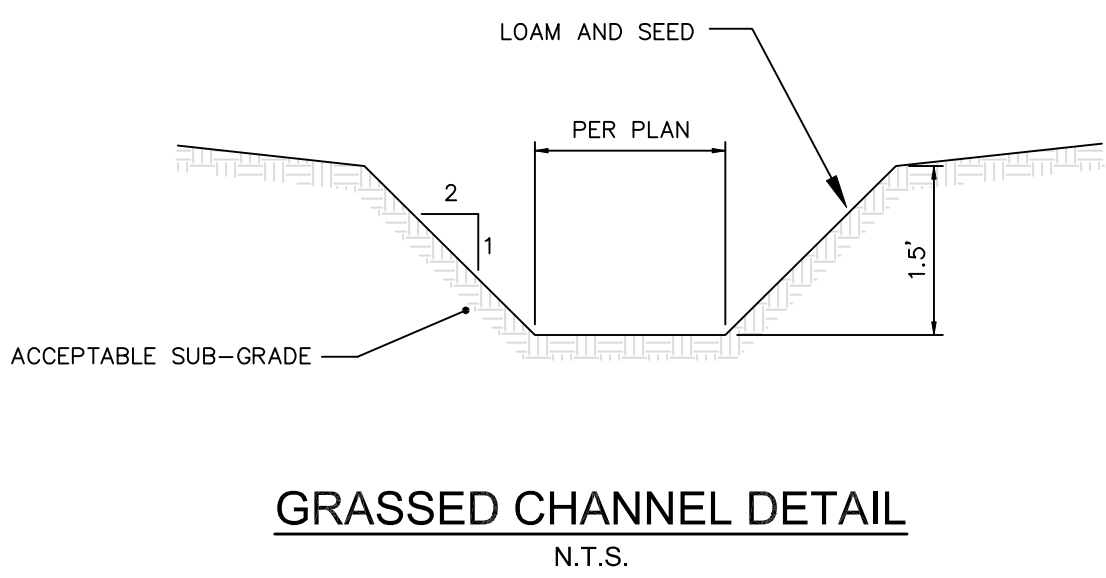 LOAM AND SEED
PER PLAN
2
1
1.5'
ACCEPTABLE SUB-GRADE
GRASSED CHANNEL DETAIL
N.T.S.